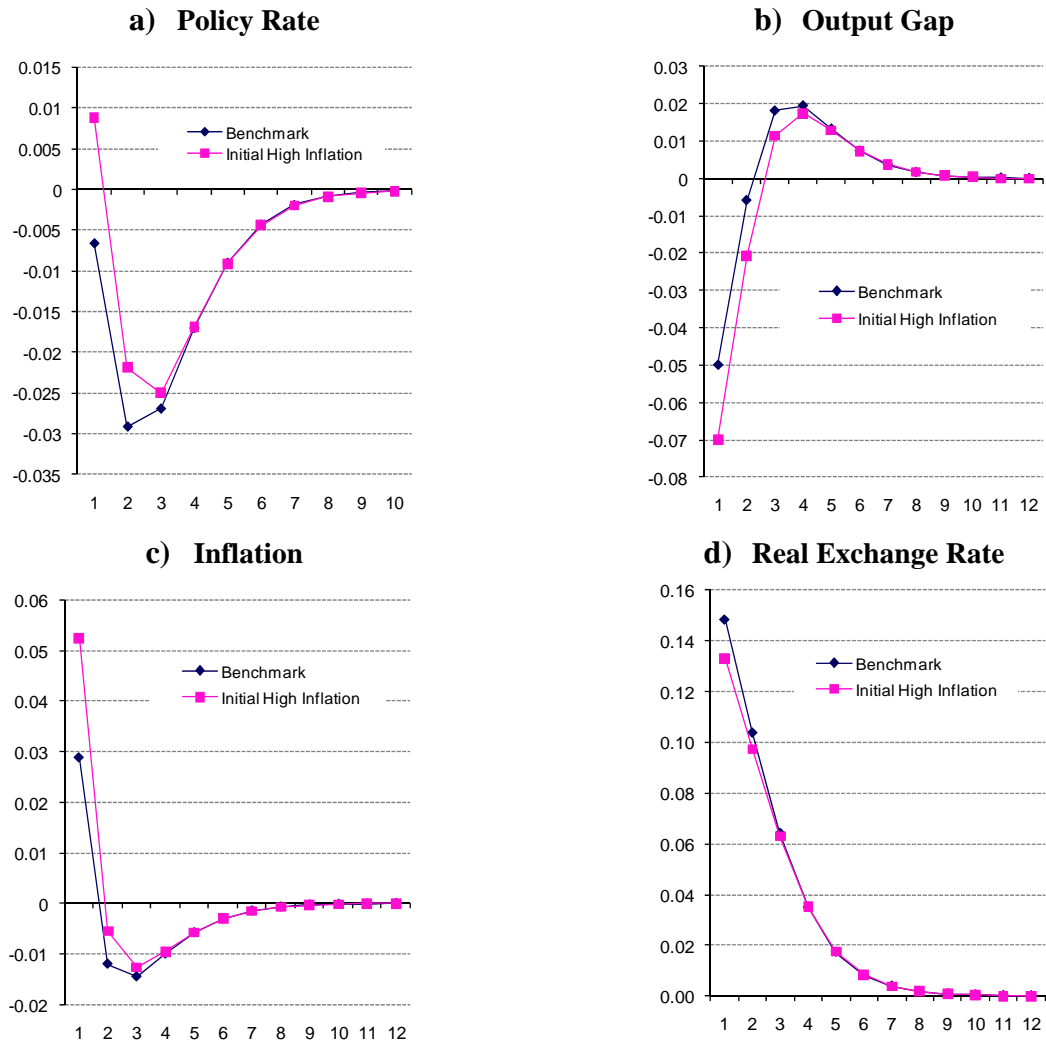 a) Policy Rate
0.015
0.01
0.005
0
-0.005
-0.01
-0.015
-0.02
-0.025
-0.03
-0.035
Benchmark
Initial High Inflation
1 2 3 4 5 6 7 8 9 10
b) Output Gap
0.03
0.02
0.01
0
-0.01
-0.02
-0.03
-0.04
-0.05
-0.06
-0.07
-0.08
Benchmark
Initial High Inflation
1 2 3 4 5 6 7 8 9 10 11 12
c) Inflation
0.06
0.05
0.04
0.03
0.02
0.01
0
-0.01
-0.02
Benchmark
Initial High Inflation
1 2 3 4 5 6 7 8 9 10 11 12
d) Real Exchange Rate
0.16
0.14
0.12
0.10
0.08
0.06
0.04
0.02
0.00
Benchmark
Initial High Inflation
1 2 3 4 5 6 7 8 9 10 11 12